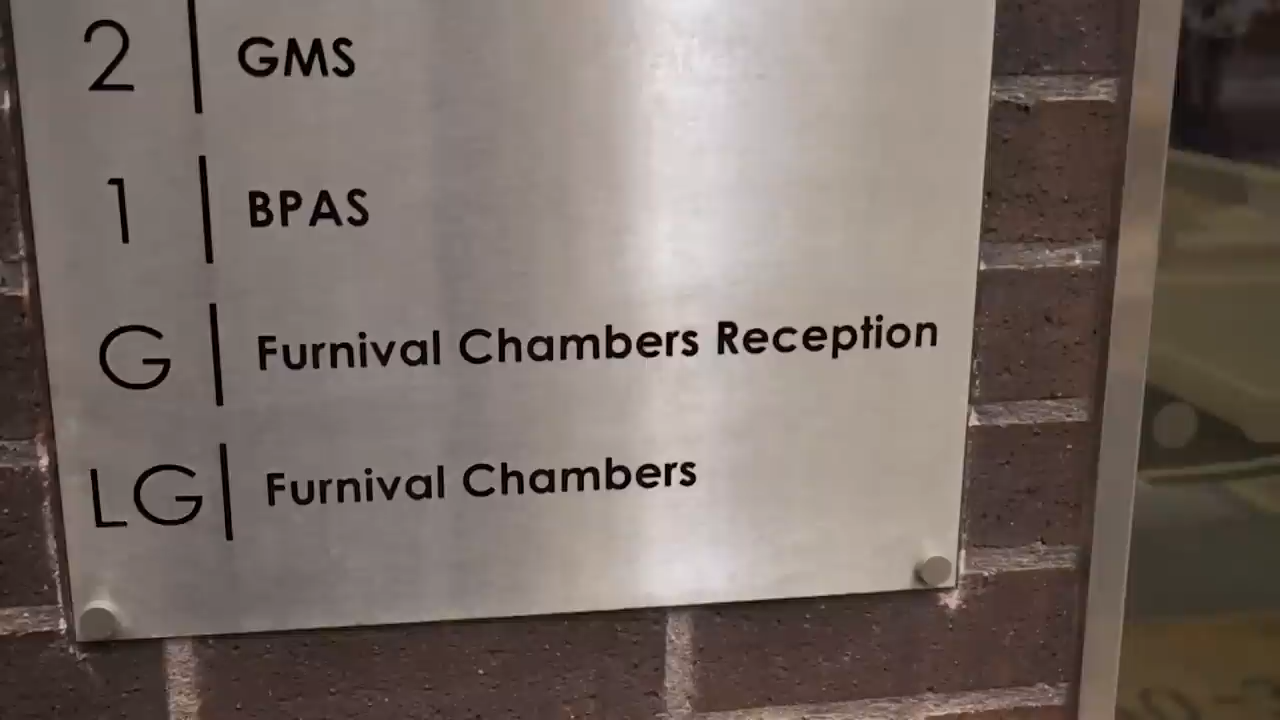 2 | GMS
1 | BPAS
G | Furnival Chambers Reception
LG | Furnival Chambers